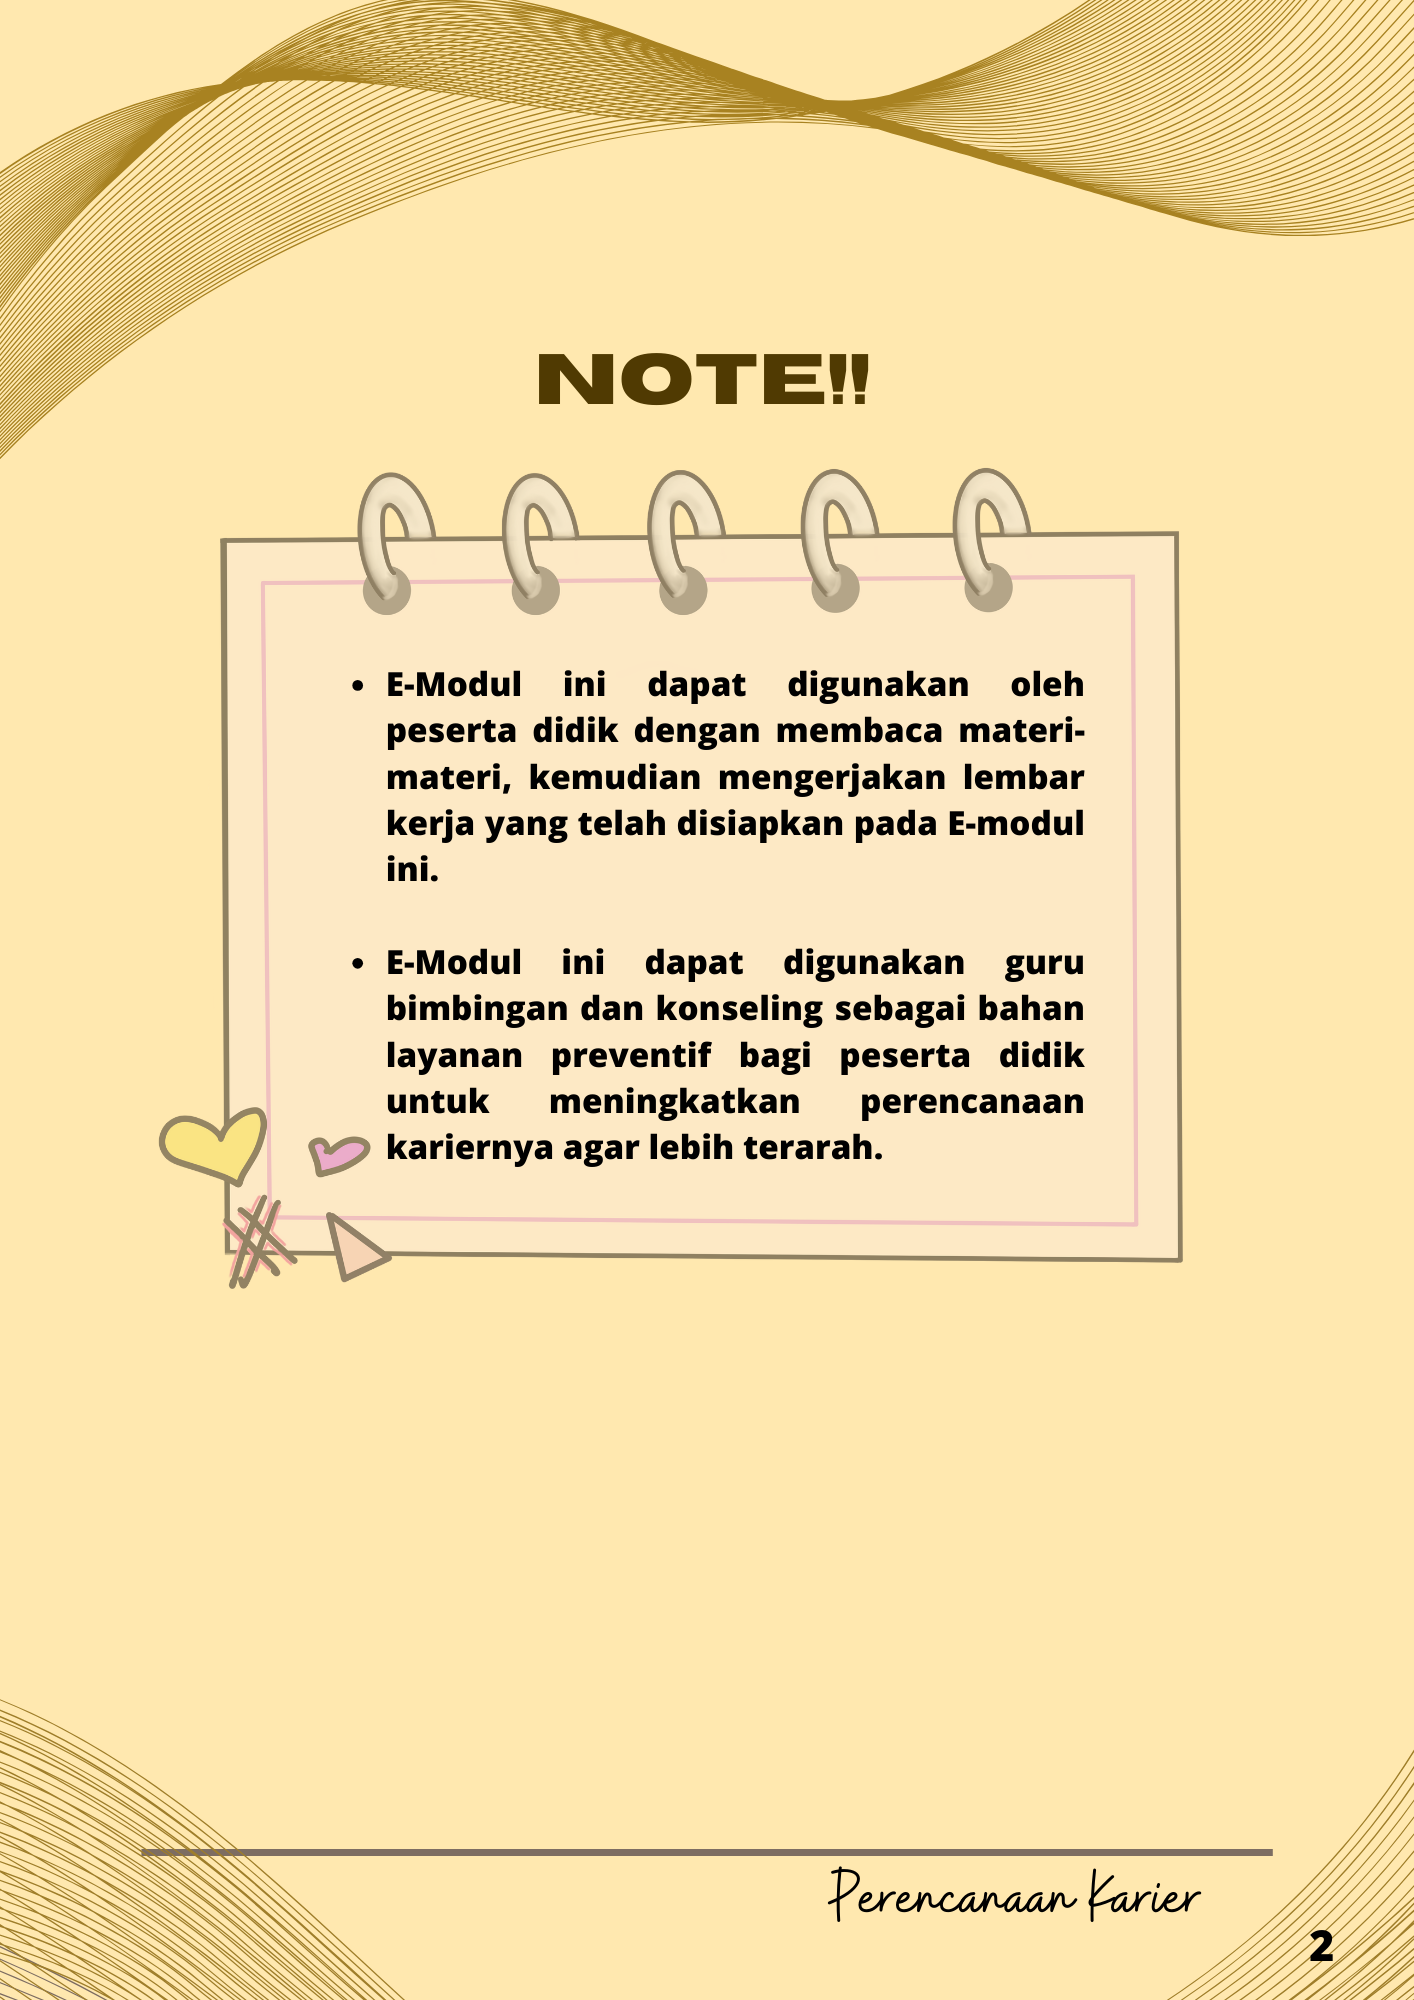 NOTE!!
• E-Modul ini dapat digunakan oleh
peserta didik dengan membaca materi-
materi, kemudian mengerjakan lembar
kerja yang telah disiapkan pada E-modul
ini.
• E-Modul ini dapat digunakan guru
bimbingan dan konseling sebagai bahan
layanan preventif bagi peserta didik
untuk meningkatkan perencanaan
kariernya agar lebih terarah.
Perencanaan Karier
2